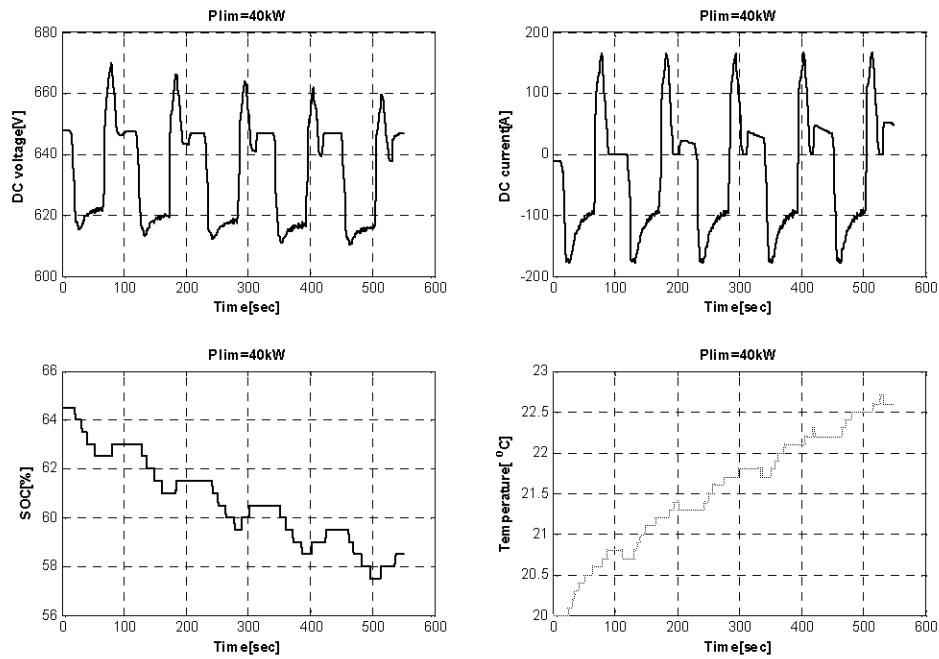 Plim=40kW
Plim=40kW
DC voltage[V]
680
660
640
620
600
0 100 200 300 400 500 600
Time[sec]
DC current[A]
200
100
0
-100
-200
0 100 200 300 400 500 600
Time[sec]
Plim=40kW
Plim=40kW
SOC[%]
66
64
62
60
58
56
0 100 200 300 400 500 600
Time[sec]
Temperature[ ⁰C]
23
22.5
22
21.5
21
20.5
20
0 100 200 300 400 500 600
Time[sec]